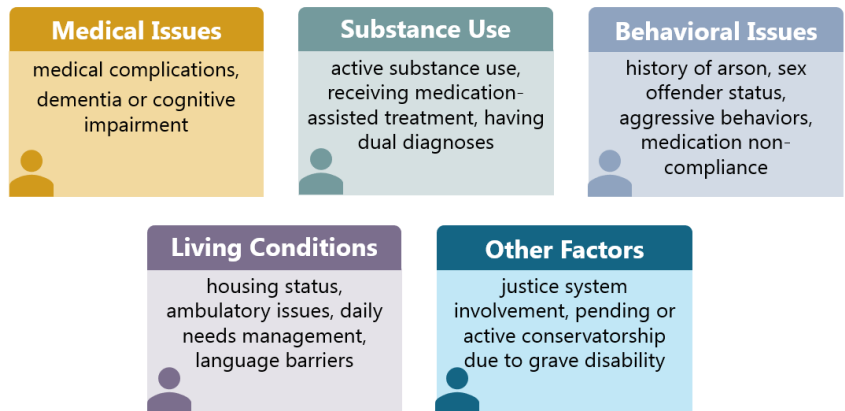 Medical Issues
medical complications,
dementia or cognitive
impairment
Substance Use
active substance use,
receiving medication-
assisted treatment, having
dual diagnoses
Behavioral Issues
history of arson, sex
offender status,
aggressive behaviors,
medication non-
compliance
Living Conditions
housing status,
ambulatory issues, daily
needs management,
language barriers
Other Factors
justice system
involvement, pending or
active conservatorship
due to grave disability